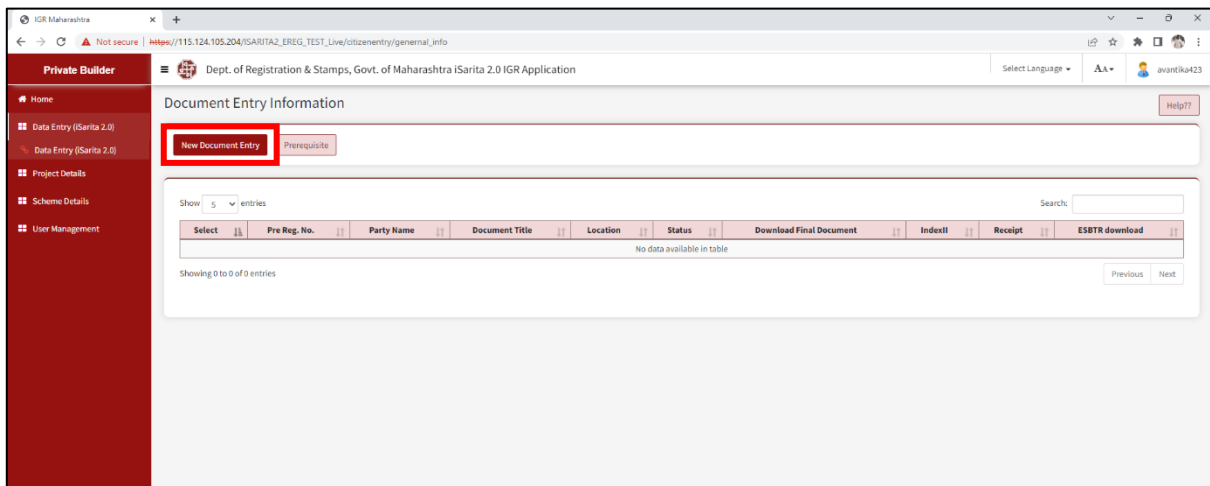 IGR Maharashtra
Not secure | https://115.124.105.204/ISARITA2_EREG_TEST_Live/citizenentry/genernal_info
Private Builder
Dept. of Registration & Stamps, Govt. of Maharashtra iSarita 2.0 IGR Application
Select Language
AA
avantika423
Home
Document Entry Information
Help??
Data Entry (iSarita 2.0)
New Document Entry
Prerequisite
Data Entry (iSarita 2.0)
Project Details
Scheme Details
Show 5 entries
Search:
User Management
Select Pre Reg. No. Party Name Document Title Location Status Download Final Document IndexII Receipt ESBTR download
No data available in table
Showing 0 to 0 of 0 entries
Previous Next